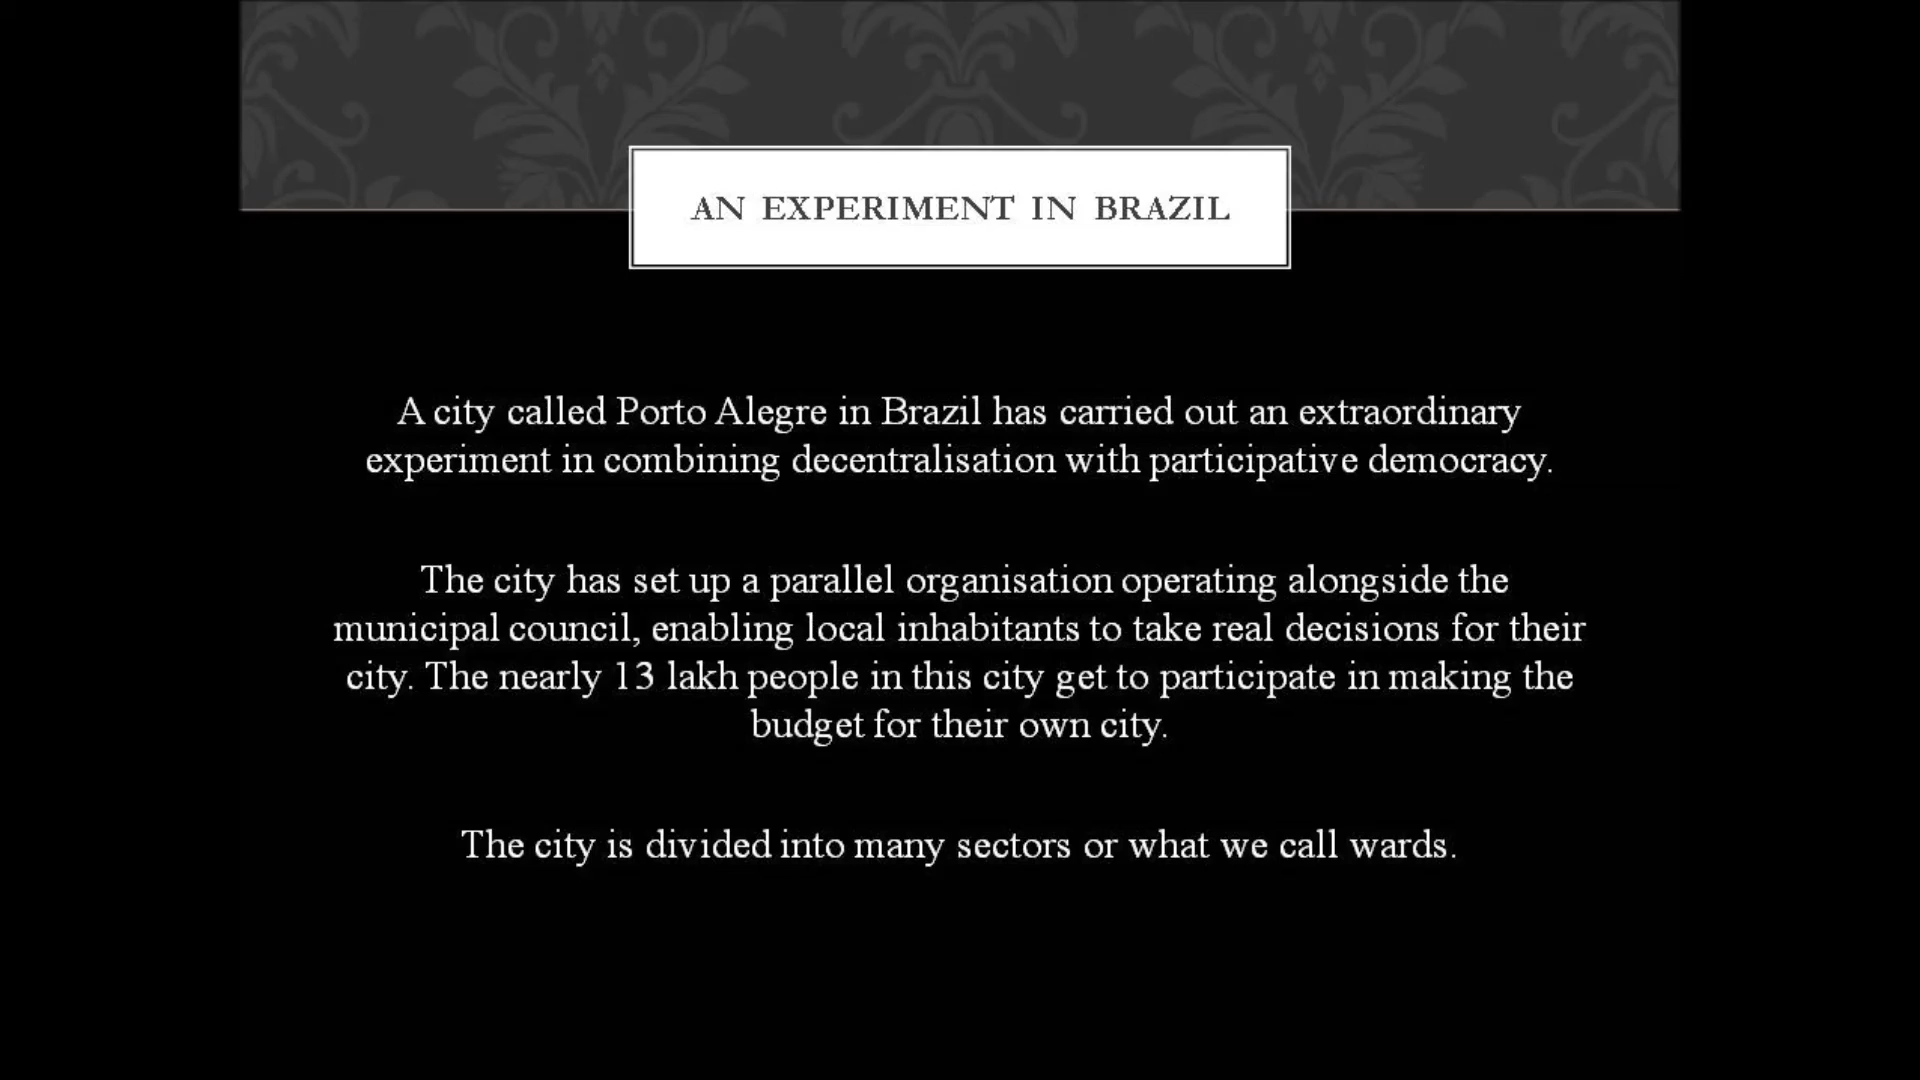 AN EXPERIMENT IN BRAZIL
A city called Porto Alegre in Brazil has carried out an extraordinary
experiment in combining decentralisation with participative democracy.
The city has set up a parallel organisation operating alongside the
municipal council, enabling local inhabitants to take real decisions for their
city. The nearly 13 lakh people in this city get to participate in making the
budget for their own city.
The city is divided into many sectors or what we call wards.